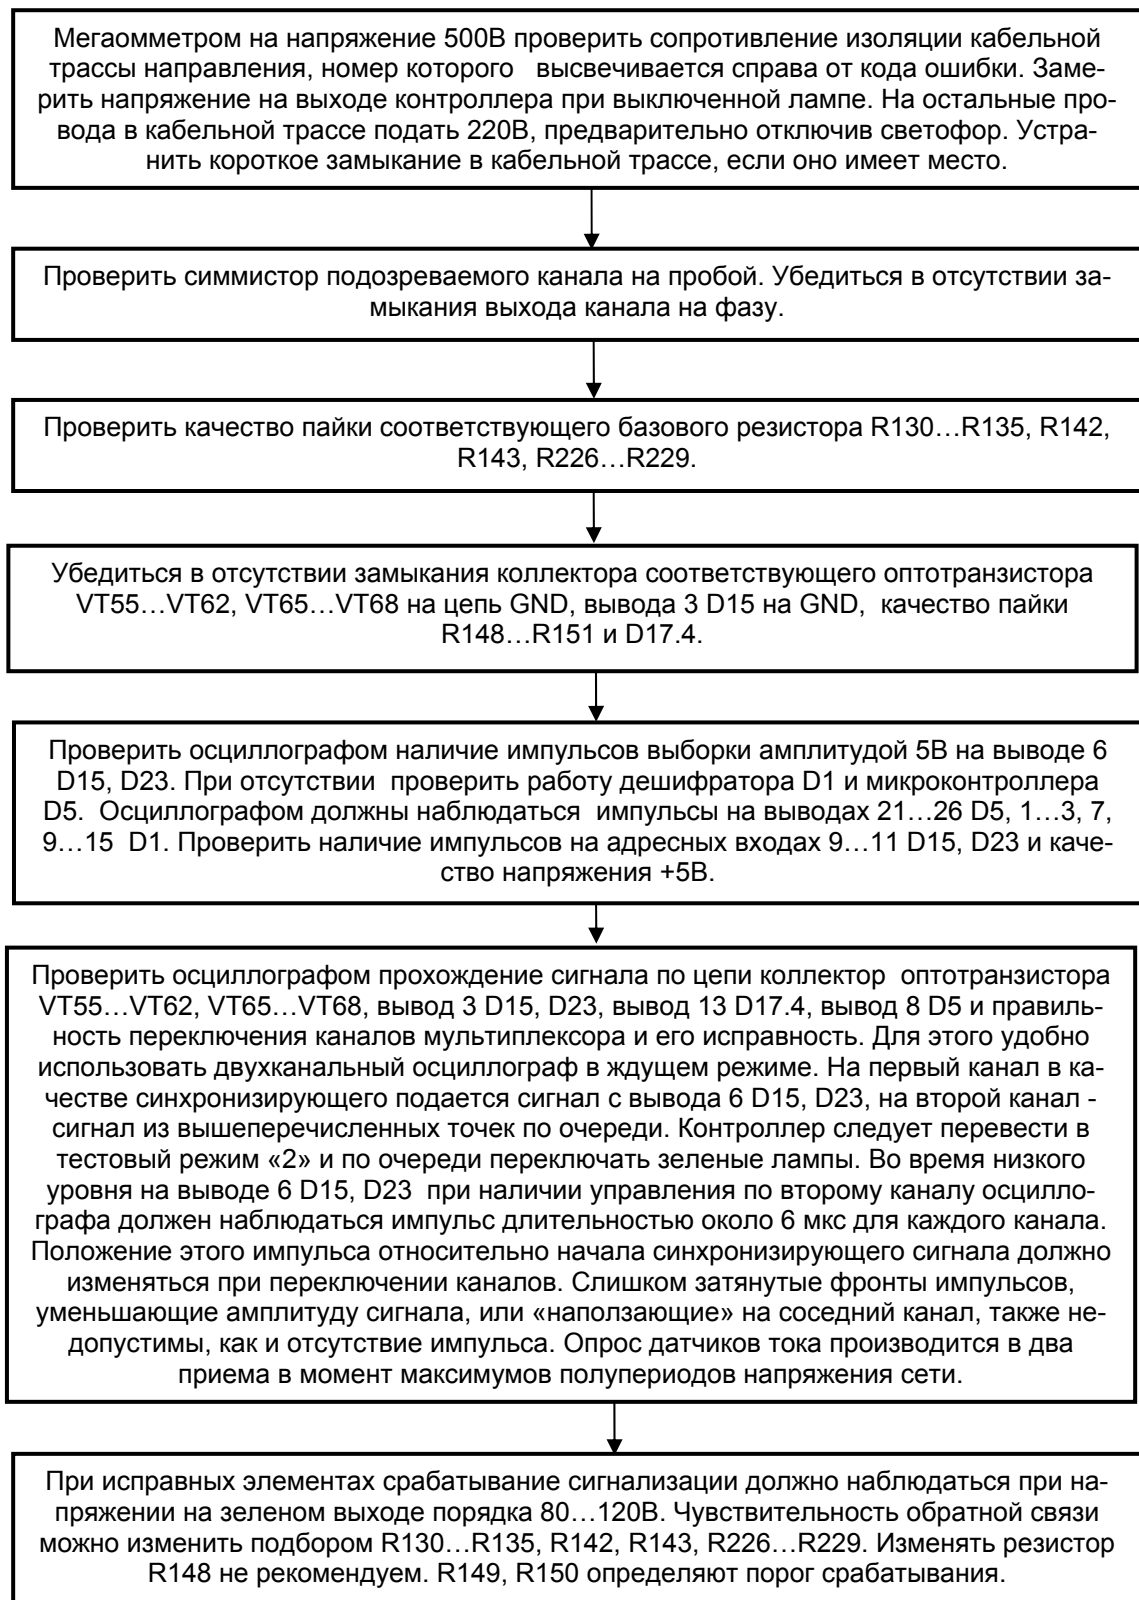 Мегаомметром на напряжение 500В проверить сопротивление изоляции кабельной
трассы направления, номер которого высвечивается справа от кода ошибки. Заме-
рить напряжение на выходе контроллера при выключенной лампе. На остальные про-
вода в кабельной трассе подать 220В, предварительно отключив светофор. Устра-
нить короткое замыкание в кабельной трассе, если оно имеет место.
Проверить симмистор подозреваемого канала на пробой. Убедиться в отсутствии за-
мыкания выхода канала на фазу.
Проверить качество пайки соответствующего базового резистора R130…R135, R142,
R143, R226…R229.
Убедиться в отсутствии замыкания коллектора соответствующего оптотранзистора
VT55…VT62, VT65…VT68 на цепь GND, вывода 3 D15 на GND, качество пайки
R148…R151 и D17.4.
Проверить осциллографом наличие импульсов выборки амплитудой 5В на выводе 6
D15, D23. При отсутствии проверить работу дешифратора D1 и микроконтроллера
D5. Осциллографом должны наблюдаться импульсы на выводах 21…26 D5, 1…3, 7,
9…15 D1. Проверить наличие импульсов на адресных входах 9…11 D15, D23 и каче-
ство напряжения +5В.
Проверить осциллографом прохождение сигнала по цепи коллектор оптотранзистора
VT55…VT62, VT65…VT68, вывод 3 D15, D23, вывод 13 D17.4, вывод 8 D5 и правиль-
ность переключения каналов мультиплексора и его исправность. Для этого удобно
использовать двухканальный осциллограф в ждущем режиме. На первый канал в ка-
честве синхронизирующего подается сигнал с вывода 6 D15, D23, на второй канал -
сигнал из вышеперечисленных точек по очереди. Контроллер следует перевести в
тестовый режим «2» и по очереди переключать зеленые лампы. Во время низкого
уровня на выводе 6 D15, D23 при наличии управления по второму каналу осцилло-
графа должен наблюдаться импульс длительностью около 6 мкс для каждого канала.
Положение этого импульса относительно начала синхронизирующего сигнала должно
изменяться при переключении каналов. Слишком затянутые фронты импульсов,
уменьшающие амплитуду сигнала, или «наползающие» на соседний канал, также не-
допустимы, как и отсутствие импульса. Опрос датчиков тока производится в два
приема в момент максимумов полупериодов напряжения сети.
При исправных элементах срабатывание сигнализации должно наблюдаться при на-
пряжении на зеленом выходе порядка 80…120В. Чувствительность обратной связи
можно изменить подбором R130…R135, R142, R143, R226…R229. Изменять резистор
R148 не рекомендуем. R149, R150 определяют порог срабатывания.